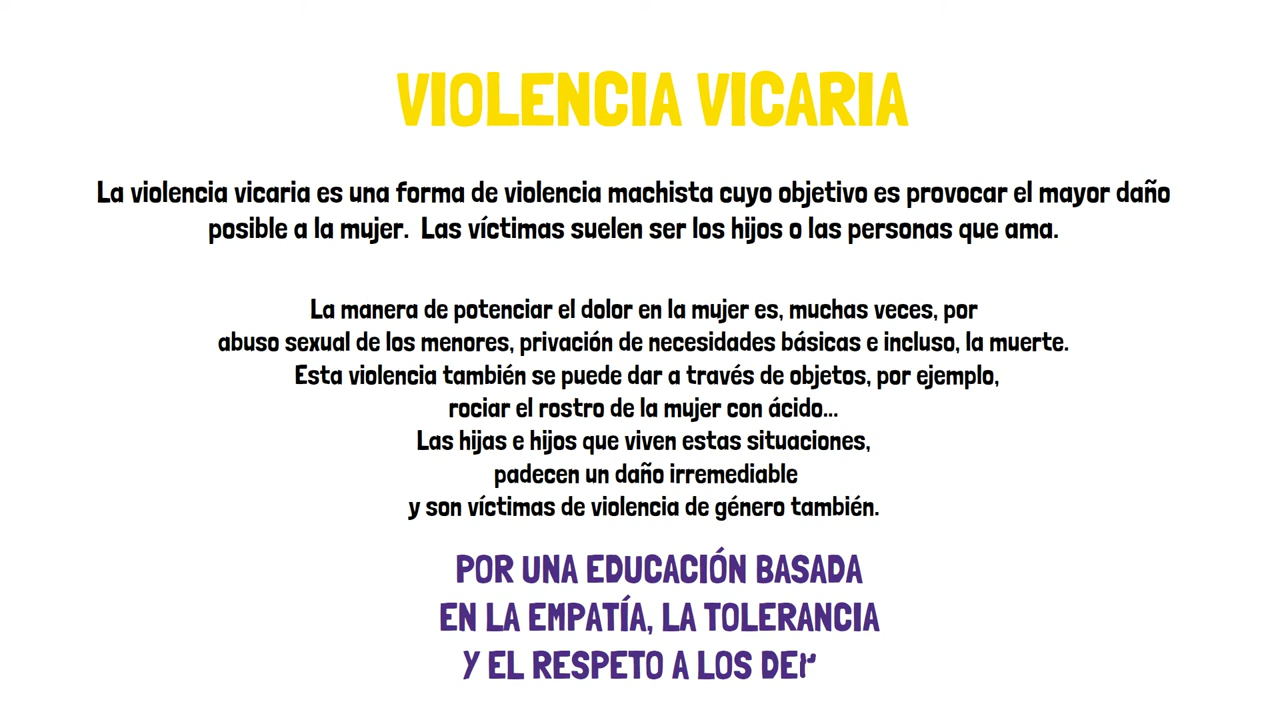 VIOLENCIA VICARIA
La violencia vicaria es una forma de violencia machista cuyo objetivo es provocar el mayor daño
posible a la mujer. Las víctimas suelen ser los hijos o las personas que ama.
La manera de potenciar el dolor en la mujer es, muchas veces, por
abuso sexual de los menores, privación de necesidades básicas e incluso, la muerte.
Esta violencia también se puede dar a través de objetos, por ejemplo,
rociar el rostro de la mujer con ácido...
Las hijas e hijos que viven estas situaciones,
padecen un daño irremediable
y son víctimas de violencia de género también.
POR UNA EDUCACIÓN BASADA
EN LA EMPATÍA, LA TOLERANCIA
Y EL RESPETO A LOS